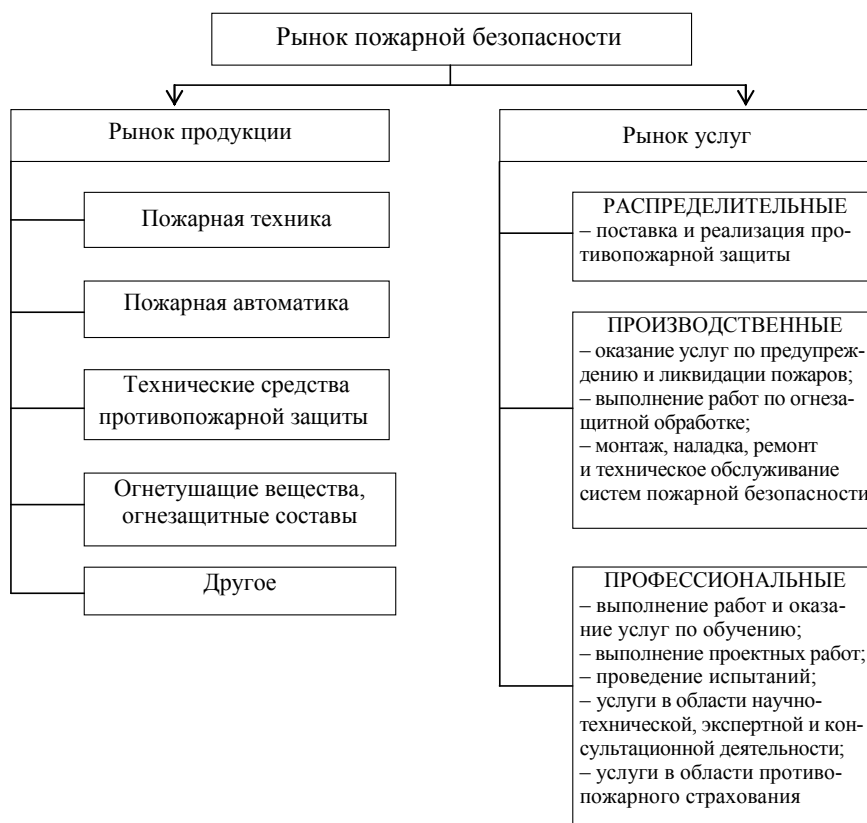 Рынок пожарной безопасности
Рынок продукции
Пожарная техника
Пожарная автоматика
Технические средства
противопожарной защиты
Огнетушащие вещества,
огнезащитные составы
Другое
Рынок услуг
РАСПРЕДЕЛИТЕЛЬНЫЕ
– поставка и реализация про-
тивопожарной защиты
ПРОИЗВОДСТВЕННЫЕ
– оказание услуг по предупреж-
дению и ликвидации пожаров;
– выполнение работ по огнеза-
щитной обработке;
– монтаж, наладка, ремонт
и техническое обслуживание
систем пожарной безопасности
ПРОФЕССИОНАЛЬНЫЕ
– выполнение работ и оказа-
ние услуг по обучению;
– выполнение проектных работ;
– проведение испытаний;
– услуги в области научно-
технической, экспертной и кон-
сультационной деятельности;
– услуги в области противо-
пожарного страхования